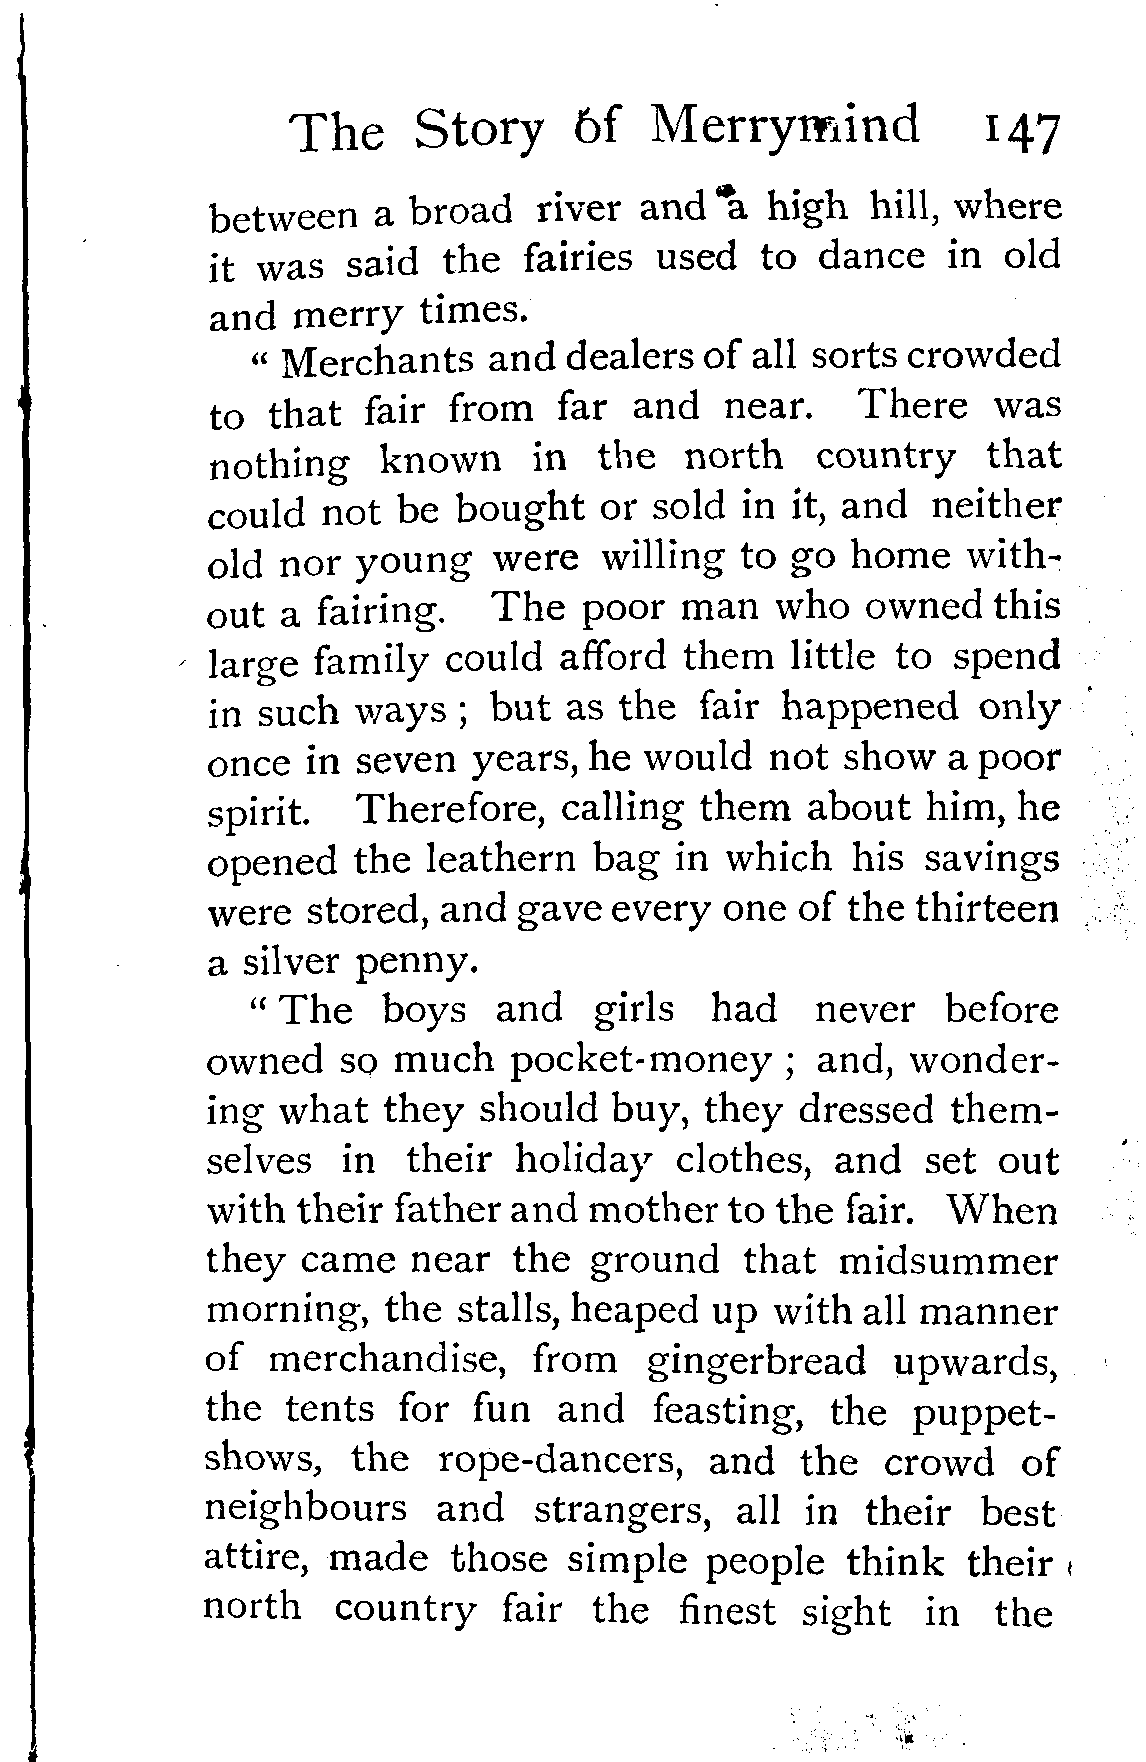 The Story of Merrymind 147
between a broad river and a high hill, where
it was said the fairies used to dance in old
and merry times.
“ Merchants and dealers of all sorts crowded
to that fair from far and near. There was
nothing known in the north country that
could not be bought or sold in it, and neither
old nor young were willing to go home with-
out a fairing. The poor man who owned this
large family could afford them little to spend
in such ways ; but as the fair happened only
once in seven years, he would not show a poor
spirit. Therefore, calling them about him, he
opened the leathern bag in which his savings
were stored, and gave every one of the thirteen
a silver penny.
“ The boys and girls had never before
owned so much pocket-money ; and, wonder-
ing what they should buy, they dressed them-
selves in their holiday clothes, and set out
with their father and mother to the fair. When
they came near the ground that midsummer
morning, the stalls, heaped up with all manner
of merchandise, from gingerbread upwards,
the tents for fun and feasting, the puppet-
shows, the rope-dancers, and the crowd of
neighbours and strangers, all in their best
attire, made those simple people think their
north country fair the finest sight in the